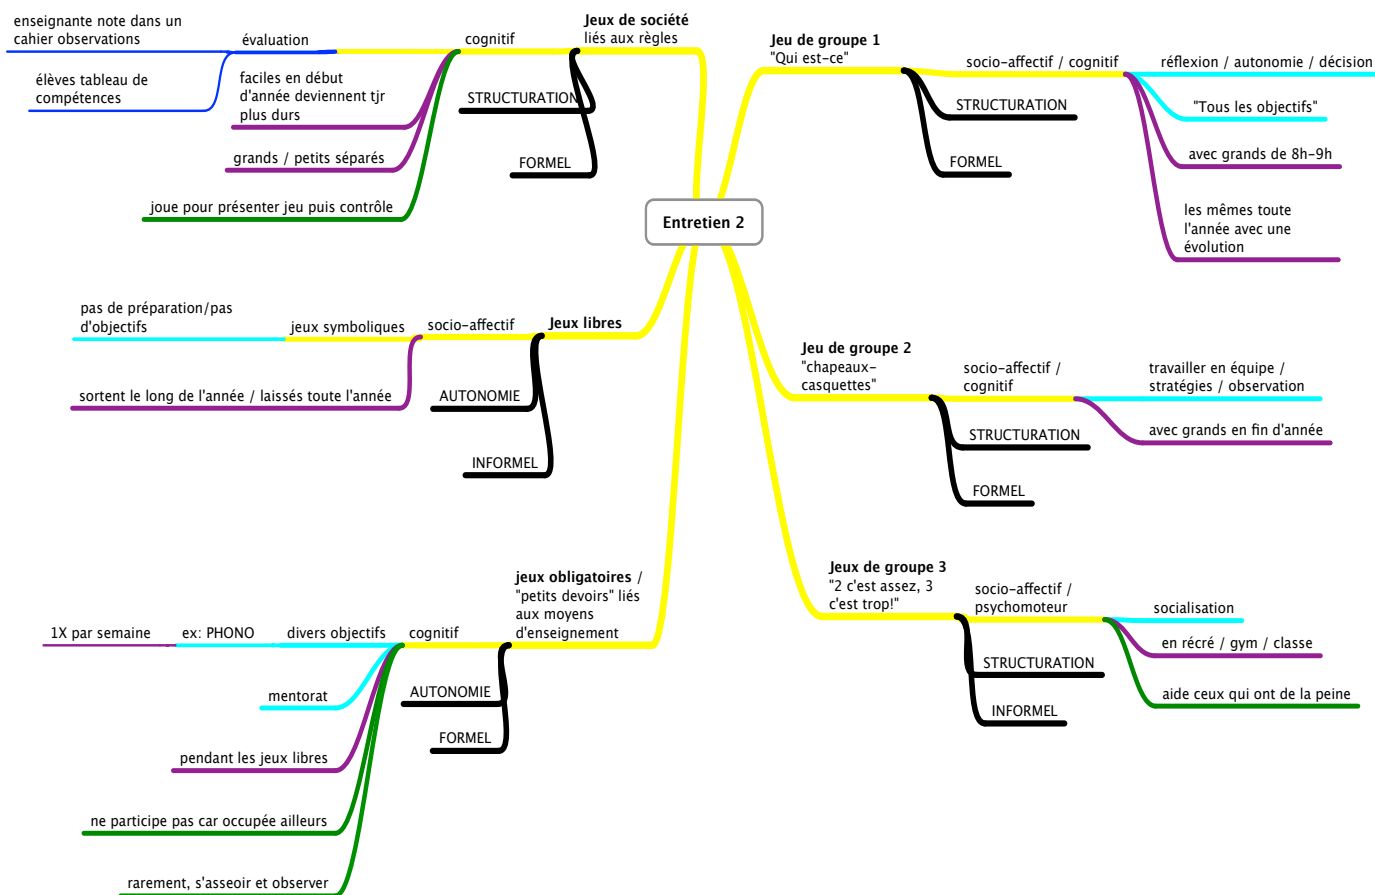 Entretien 2
Jeux de société
liés aux règles
cognitif
évaluation
enseignante note dans un
cahier observations
élèves tableau de
compétences
faciles en début
d'année deviennent tjr
plus durs
grands / petits séparés
joue pour présenter jeu puis contrôle
STRUCTURATION
FORMEL
Jeux libres
socio-affectif
jeux symboliques
pas de préparation/pas
d'objectifs
sortent le long de l'année / laissés toute l'année
AUTONOMIE
INFORMEL
jeux obligatoires /
"petits devoirs" liés
aux moyens
d'enseignement
cognitif
divers objectifs
ex: PHONO
1X par semaine
mentorat
pendant les jeux libres
ne participe pas car occupée ailleurs
rarement, s'asseoir et observer
AUTONOMIE
FORMEL
Jeu de groupe 1
"Qui est-ce"
socio-affectif / cognitif
réflexion / autonomie / décision
"Tous les objectifs"
avec grands de 8h-9h
les mêmes toute
l'année avec une
évolution
STRUCTURATION
FORMEL
Jeu de groupe 2
"chapeaux-
casquettes"
socio-affectif /
cognitif
travailler en équipe /
stratégies / observation
avec grands en fin d'année
STRUCTURATION
FORMEL
Jeux de groupe 3
"2 c'est assez, 3
c'est trop!"
socio-affectif /
psychomoteur
socialisation
en récré / gym / classe
aide ceux qui ont de la peine
STRUCTURATION
INFORMEL